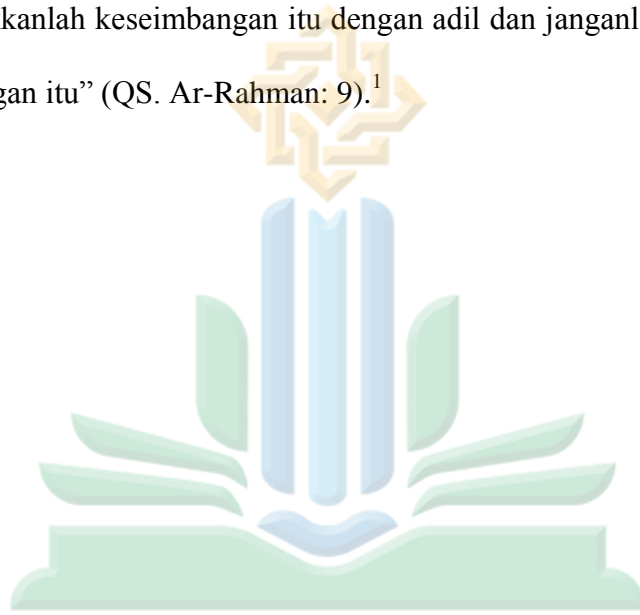 kanlah keseimbangan itu dengan adil dan janganl
gan itu” (QS. Ar-Rahman: 9).1